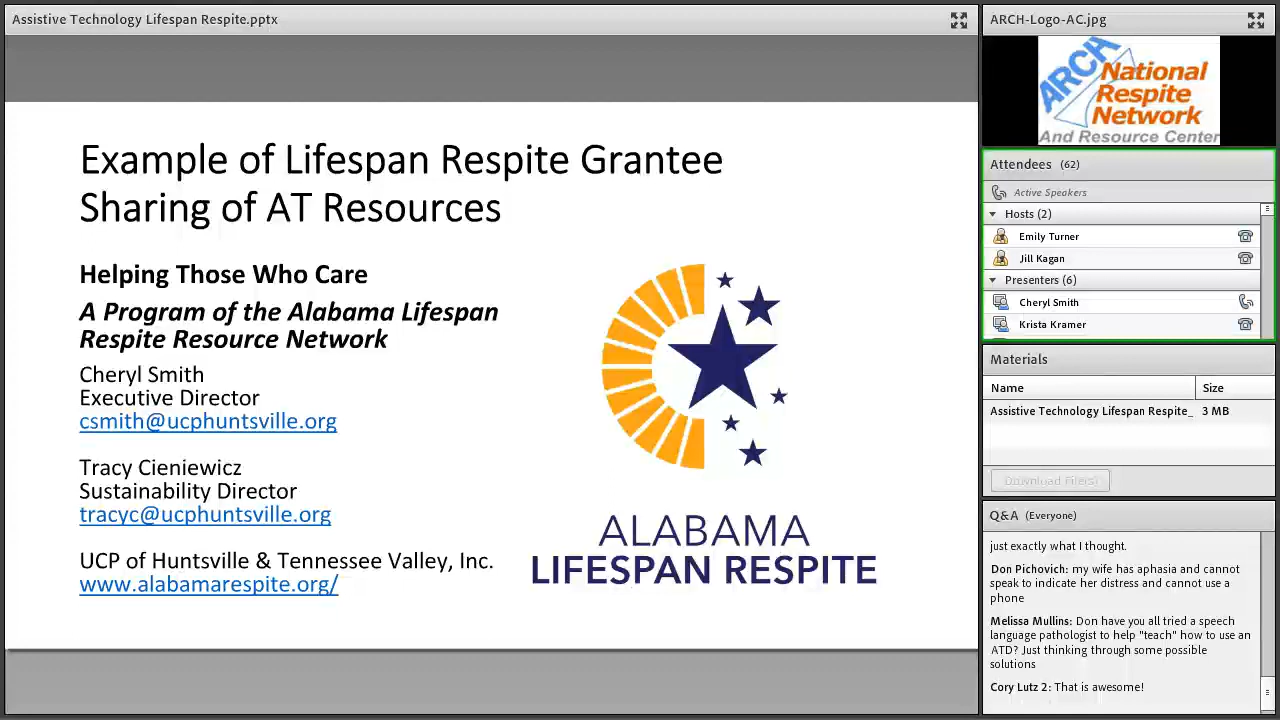 Assistive Technology Lifespan Respite.pptx
Example of Lifespan Respite Grantee
Sharing of AT Resources
Helping Those Who Care
A Program of the Alabama Lifespan
Respite Resource Network
Cheryl Smith
Executive Director
csmith@ucphuntsville.org
Tracy Cieniewicz
Sustainability Director
tracyc@ucphuntsville.org
UCP of Huntsville & Tennessee Valley, Inc.
www.alabamarespite.org/
ALABAMA
LIFESPAN RESPITE
ARCH-Logo-AC.jpg
ARCH
National
Respite
Network
And Resource Center
Attendees (62)
Active Speakers
Hosts (2)
Emily Turner
Jill Kagan
Presenters (6)
Cheryl Smith
Krista Kramer
Materials
Name Size
Assistive Technology Lifespan Respite_ 3 MB
Download File(s)
Q&A (Everyone)
just exactly what I thought.
Don Pichovich: my wife has aphasia and cannot
speak to indicate her distress and cannot use a
phone
Melissa Mullins: Don have you all tried a speech
language pathologist to help "teach" how to use an
ATD? Just thinking through some possible
solutions
Cory Lutz 2: That is awesome!